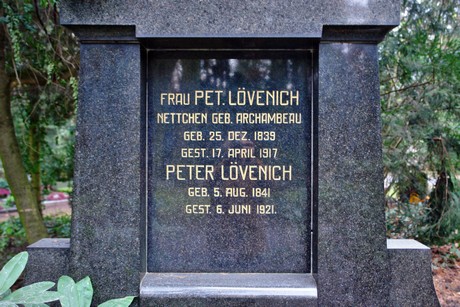 FRAU PET. LÖVENICH
NETTCHEN GEB. ARCHAMBEAU
GEB. 25. DEZ. 1839
GEST. 17. APRIL 1917
PETER LÖVENICH
GEB. 5. AUG. 1841
GEST. 6. JUNI 1921.